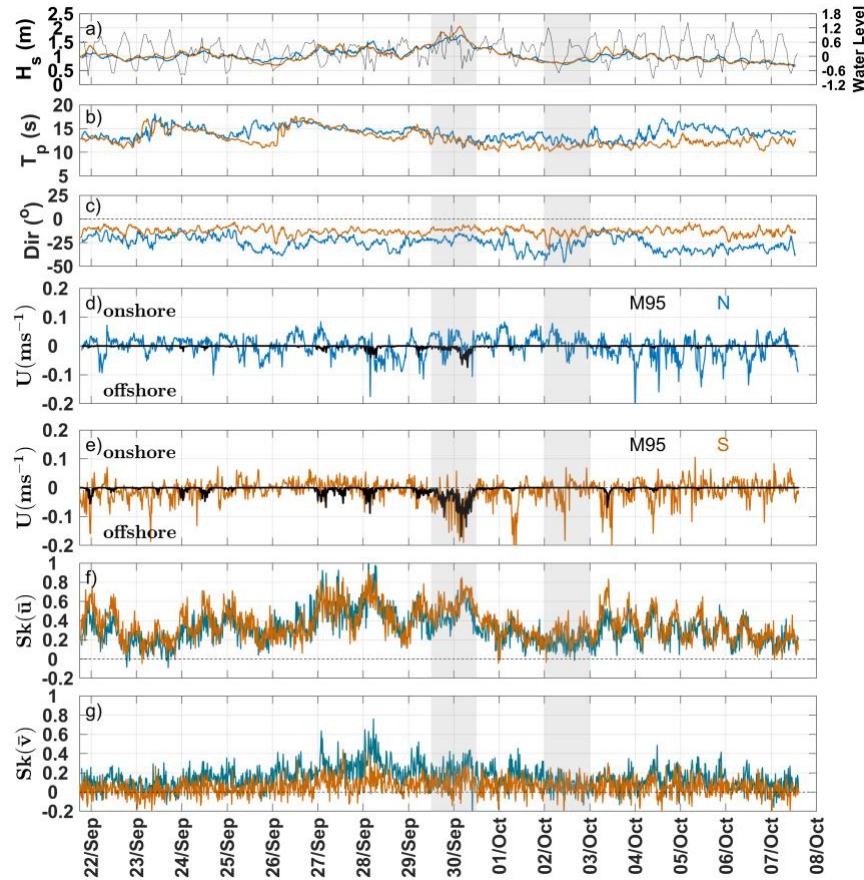 a)
H_s (m)
2.5
2
1.5
1
0.5
0
1.8
1.2
0.6
0
-0.6
-1.2
Water Level
b)
T_p (s)
20
15
10
5
c)
Dir (°)
25
0
-25
-50
d)
onshore
M95 N
U(ms⁻¹)
0.2
0.1
0
-0.1
-0.2
offshore
e)
onshore
M95 S
U(ms⁻¹)
0.2
0.1
0
-0.1
-0.2
offshore
f)
Sk(ū)
1
0.8
0.6
0.4
0.2
0
-0.2
g)
Sk(v̄)
1
0.8
0.6
0.4
0.2
0
-0.2
22/Sep
23/Sep
24/Sep
25/Sep
26/Sep
27/Sep
28/Sep
29/Sep
30/Sep
01/Oct
02/Oct
03/Oct
04/Oct
05/Oct
06/Oct
07/Oct
08/Oct